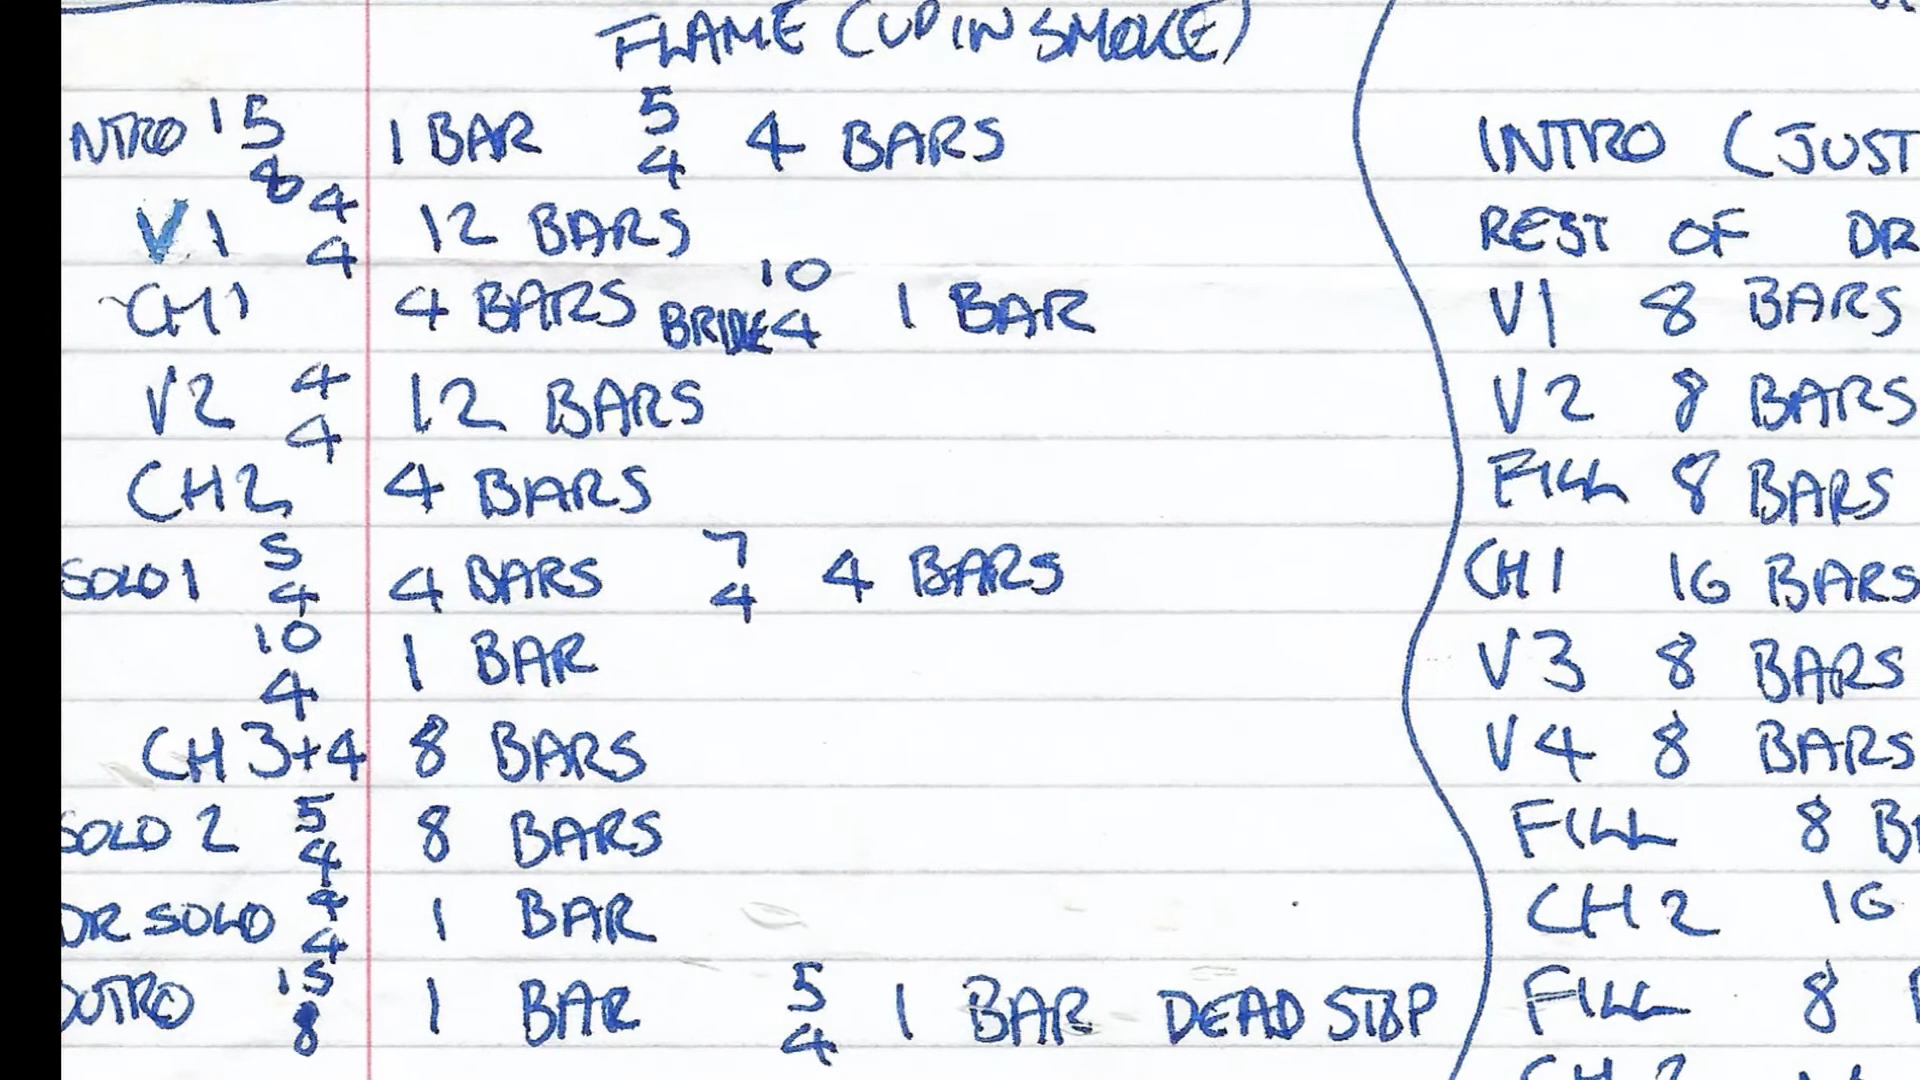 FLAME (UP IN SMOKE)
NTRO 15/8 1 BAR 5/4 4 BARS
V1 4/4 12 BARS
CH1 4 BARS BRIDGE 10/4 1 BAR
V2 4/4 12 BARS
CH2 4 BARS
SOLO 1 5/4 4 BARS 7/4 4 BARS
10/4 1 BAR
CH 3+4 8 BARS
SOLO 2 5/4 8 BARS
DR SOLO 4/4 1 BAR
OUTRO 15/8 1 BAR 5/4 1 BAR DEAD STOP
INTRO (JUST
REST OF DR
V1 8 BARS
V2 8 BARS
FILL 8 BARS
CH1 16 BARS
V3 8 BARS
V4 8 BARS
FILL 8 B
CH2 16
FILL 8